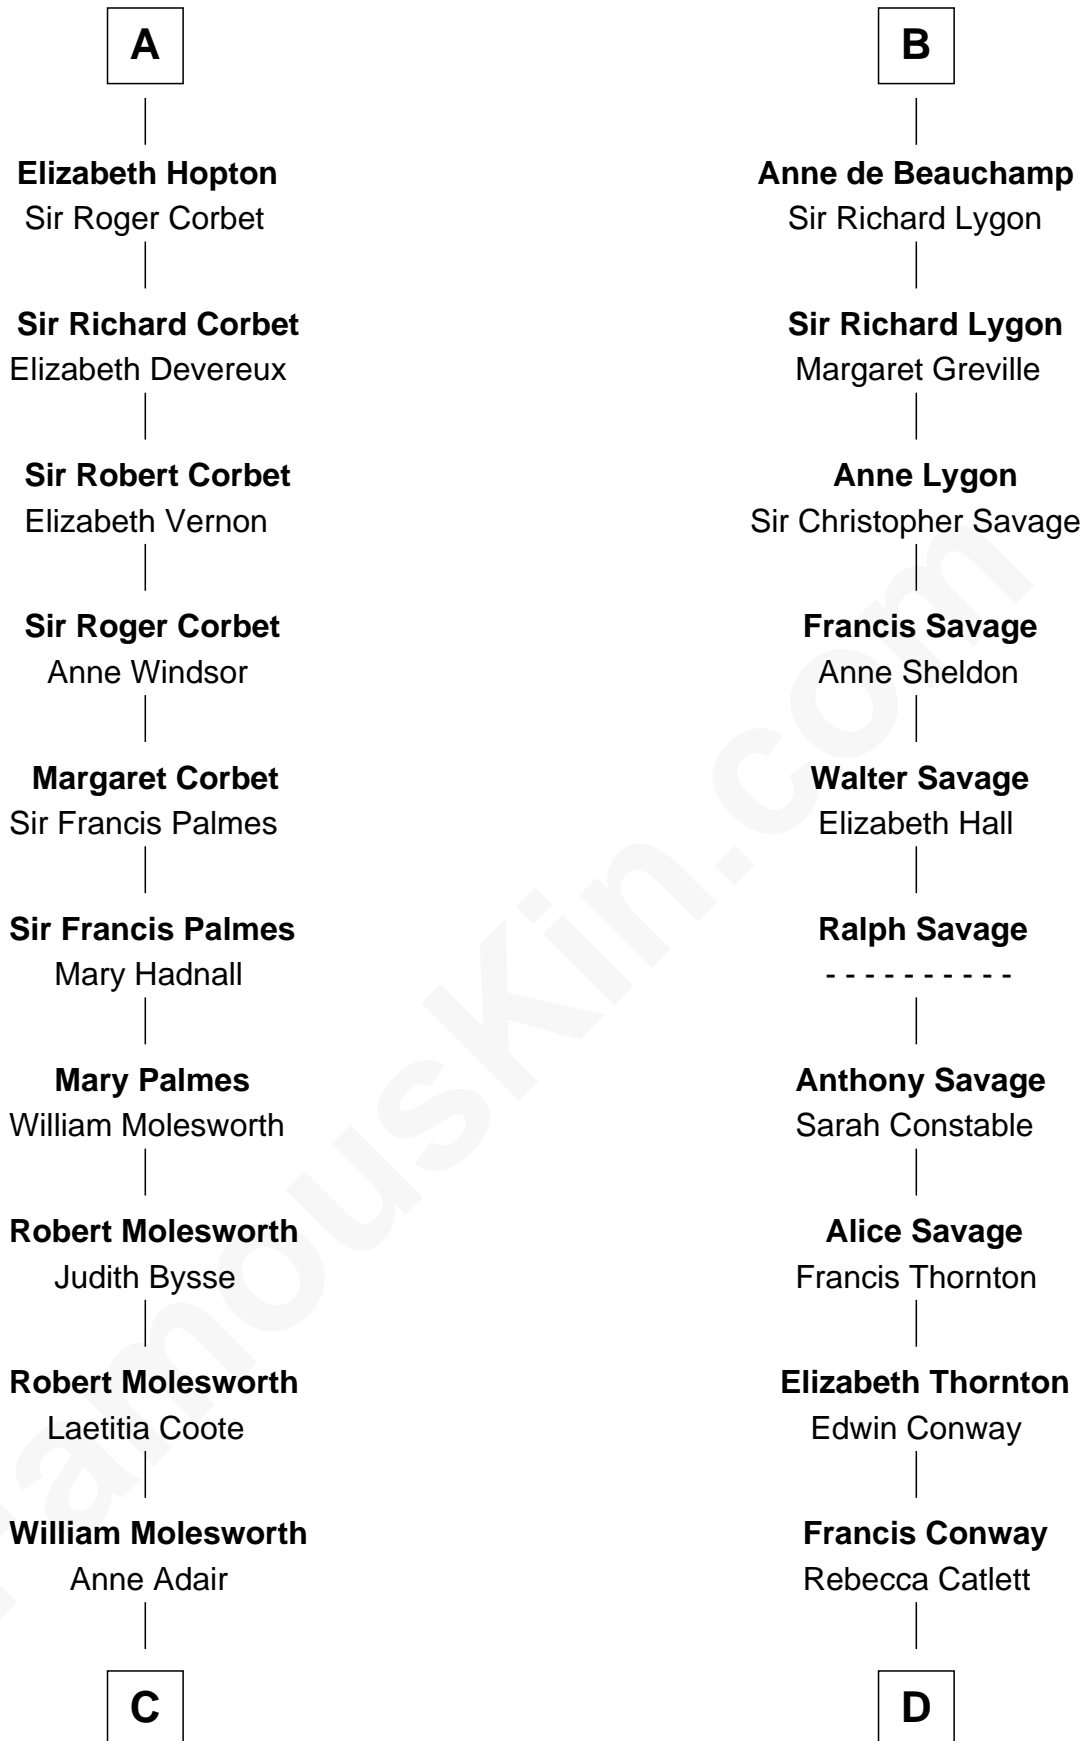 A
Elizabeth Hopton
Sir Roger Corbet
Sir Richard Corbet
Elizabeth Devereux
Sir Robert Corbet
Elizabeth Vernon
Sir Roger Corbet
Anne Windsor
Margaret Corbet
Sir Francis Palmes
Sir Francis Palmes
Mary Hadnall
Mary Palmes
William Molesworth
Robert Molesworth
Judith Bysse
Robert Molesworth
Laetitia Coote
William Molesworth
Anne Adair
C
B
Anne de Beauchamp
Sir Richard Lygon
Sir Richard Lygon
Margaret Greville
Anne Lygon
Sir Christopher Savage
Francis Savage
Anne Sheldon
Walter Savage
Elizabeth Hall
Ralph Savage
- - - - - - - - - -
Anthony Savage
Sarah Constable
Alice Savage
Francis Thornton
Elizabeth Thornton
Edwin Conway
Francis Conway
Rebecca Catlett
D
FamousKin.com